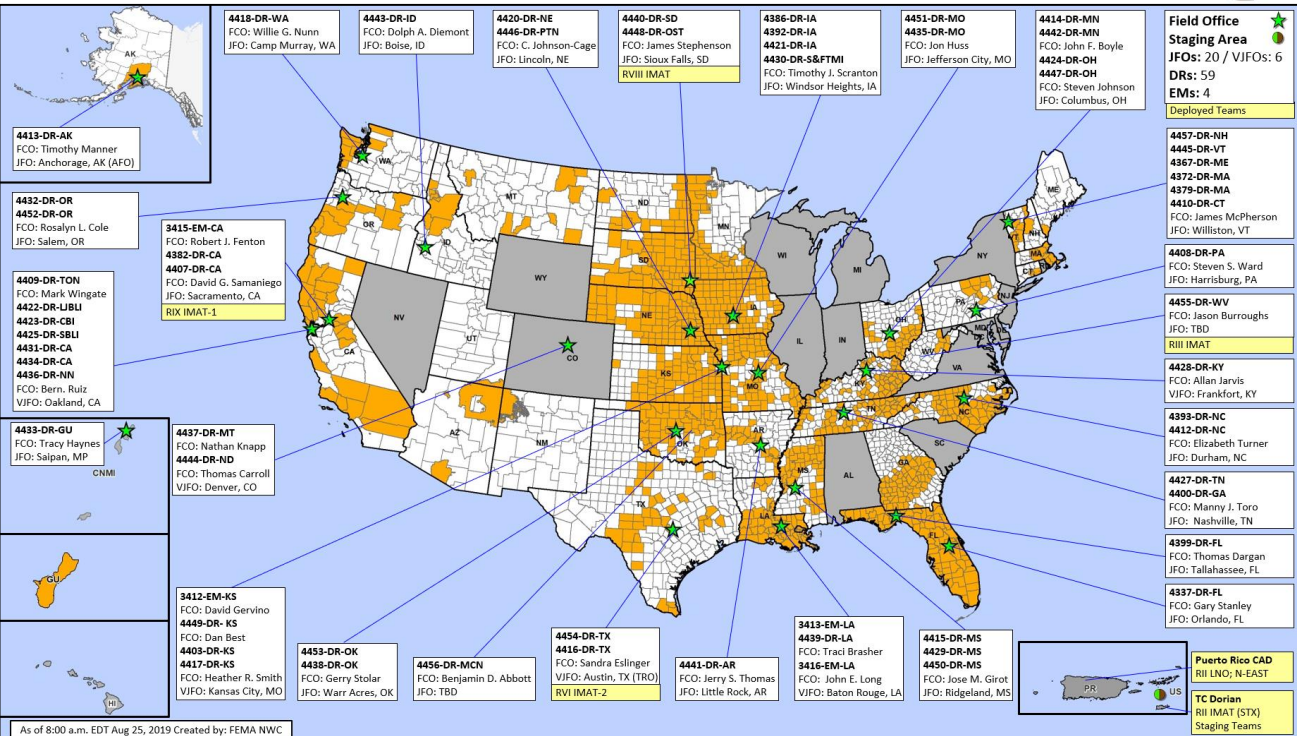 4418-DR-WA
FCO: Willie G. Nunn
JFO: Camp Murray, WA
4443-DR-ID
FCO: Dolph A. Diemont
JFO: Boise, ID
4420-DR-NE
4446-DR-PTN
FCO: C. Johnson-Cage
JFO: Lincoln, NE
4440-DR-SD
4448-DR-OST
FCO: James Stephenson
JFO: Sioux Falls, SD
RVIII IMAT
4386-DR-IA
4392-DR-IA
4421-DR-IA
4430-DR-S&FTMI
FCO: Timothy J. Scranton
JFO: Windsor Heights, IA
4451-DR-MO
4435-DR-MO
FCO: Jon Huss
JFO: Jefferson City, MO
4414-DR-MN
4442-DR-MN
FCO: John F. Boyle
4424-DR-OH
4447-DR-OH
FCO: Steven Johnson
JFO: Columbus, OH
Field Office
Staging Area
JFOs: 20 / VJFOs: 6
DRs: 59
EMs: 4
Deployed Teams
AK
4413-DR-AK
FCO: Timothy Manner
JFO: Anchorage, AK (AFO)
4432-DR-OR
4452-DR-OR
FCO: Rosalyn L. Cole
JFO: Salem, OR
3415-EM-CA
FCO: Robert J. Fenton
4382-DR-CA
4407-DR-CA
FCO: David G. Samaniego
JFO: Sacramento, CA
RIX IMAT-1
4409-DR-TON
FCO: Mark Wingate
4422-DR-LJBLI
4423-DR-CBI
4425-DR-SBLI
4431-DR-CA
4434-DR-CA
4436-DR-NN
FCO: Bern. Ruiz
VJFO: Oakland, CA
4433-DR-GU
FCO: Tracy Haynes
JFO: Saipan, MP
CNMI
GU
HI
4437-DR-MT
FCO: Nathan Knapp
4444-DR-ND
FCO: Thomas Carroll
VJFO: Denver, CO
WA
OR
ID
MT
ND
MN
SD
WY
NV
UT
CO
NE
IA
WI
MI
IL
IN
OH
KS
MO
KY
WV
VA
PA
NY
NJ
MD
DE
DC
CT
RI
MA
VT
NH
ME
CA
AZ
NM
OK
AR
TN
NC
SC
MS
AL
GA
TX
LA
FL
4457-DR-NH
4445-DR-VT
4367-DR-ME
4372-DR-MA
4379-DR-MA
4410-DR-CT
FCO: James McPherson
JFO: Williston, VT
4408-DR-PA
FCO: Steven S. Ward
JFO: Harrisburg, PA
4455-DR-WV
FCO: Jason Burroughs
JFO: TBD
RIII IMAT
4428-DR-KY
FCO: Allan Jarvis
VJFO: Frankfort, KY
4393-DR-NC
4412-DR-NC
FCO: Elizabeth Turner
JFO: Durham, NC
4427-DR-TN
4400-DR-GA
FCO: Manny J. Toro
JFO: Nashville, TN
4399-DR-FL
FCO: Thomas Dargan
JFO: Tallahassee, FL
4337-DR-FL
FCO: Gary Stanley
JFO: Orlando, FL
3412-EM-KS
FCO: David Gervino
4449-DR- KS
FCO: Dan Best
4403-DR-KS
4417-DR-KS
FCO: Heather R. Smith
VJFO: Kansas City, MO
4453-DR-OK
4438-DR-OK
FCO: Gerry Stolar
JFO: Warr Acres, OK
4456-DR-MCN
FCO: Benjamin D. Abbott
JFO: TBD
4454-DR-TX
4416-DR-TX
FCO: Sandra Eslinger
VJFO: Austin, TX (TRO)
RVI IMAT-2
4441-DR-AR
FCO: Jerry S. Thomas
JFO: Little Rock, AR
3413-EM-LA
4439-DR-LA
FCO: Traci Brasher
3416-EM-LA
FCO: John E. Long
VJFO: Baton Rouge, LA
4415-DR-MS
4429-DR-MS
4450-DR-MS
FCO: Jose M. Girot
JFO: Ridgeland, MS
PR
US
Puerto Rico CAD
RII LNO; N-EAST
TC Dorian
RII IMAT (STX)
Staging Teams
As of 8:00 a.m. EDT Aug 25, 2019 Created by: FEMA NWC